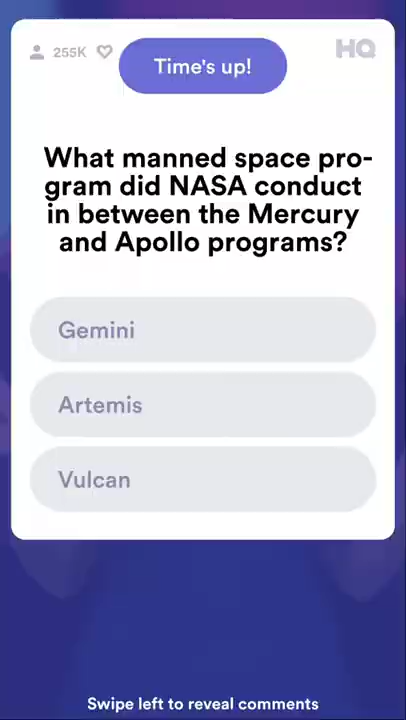 255K
Time's up!
HQ
What manned space pro-
gram did NASA conduct
in between the Mercury
and Apollo programs?
Gemini
Artemis
Vulcan
Swipe left to reveal comments